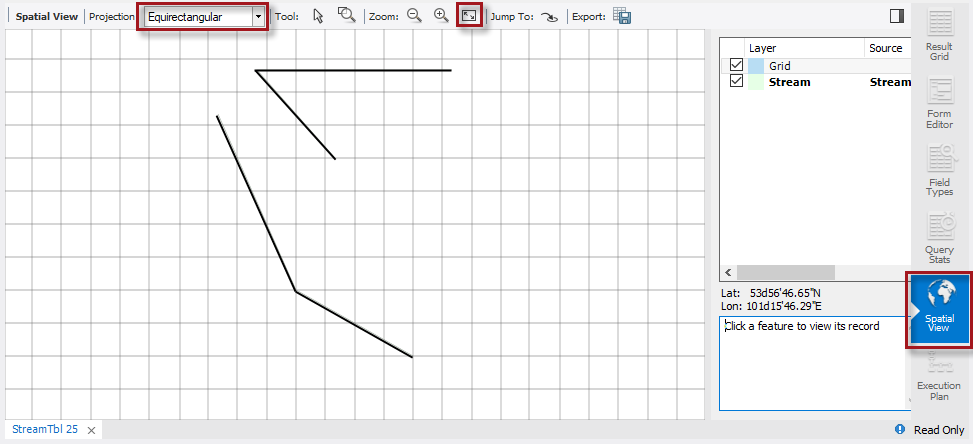 Spatial View Projection Equirectangular Tool: Zoom: Jump To: Export:
Layer Source
Grid
Stream Stream
Lat: 53d56'46.65"N
Lon: 101d15'46.29"E
Click a feature to view its record
Result
Grid
Form
Editor
Field
Types
Query
Stats
Spatial
View
Execution
Plan
StreamTbl 25
Read Only